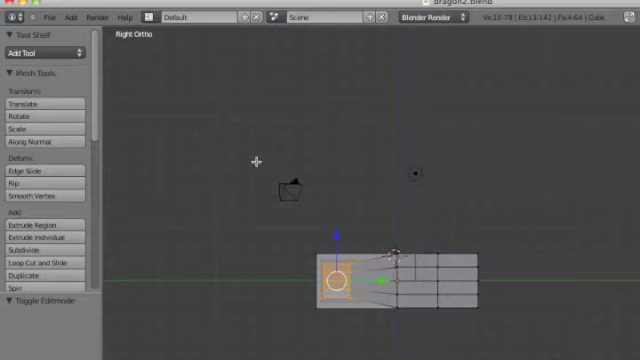 dragon2.blend
File Add Render Help Default Scene Blender Render Ve:10-78 | Ed:13-142 | Fa:4-64 | Cube
Right Ortho
Tool Shelf
Add Tool
Mesh Tools
Transform:
Translate
Rotate
Scale
Along Normal
Deform:
Edge Slide
Rip
Smooth Vertex
Add:
Extrude Region
Extrude Individual
Subdivide
Loop Cut and Slide
Duplicate
Spin
Toggle Editmode